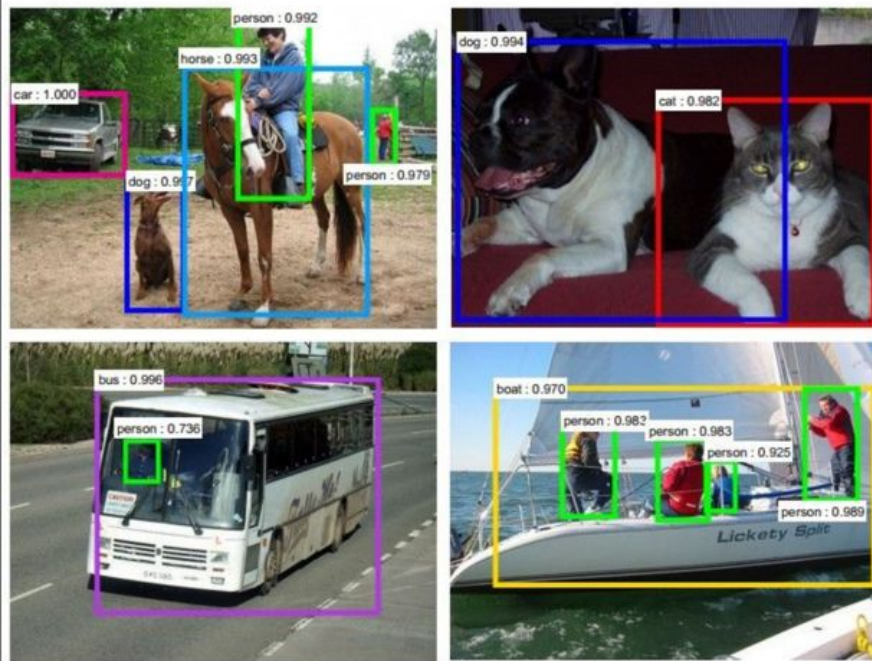 person : 0.992
horse : 0.993
car : 1.000
person : 0.979
dog : 0.997
dog : 0.994
cat : 0.982
bus : 0.996
person : 0.736
CAUTION
L
boat : 0.970
person : 0.983
person : 0.983
person : 0.925
person : 0.989
Lickety Split